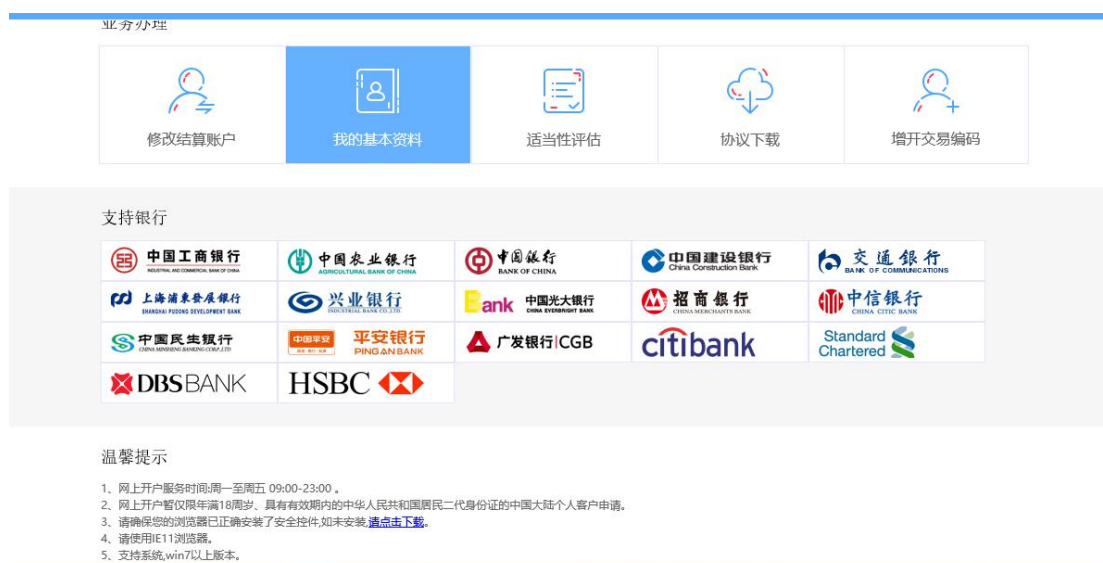 业务办理
修改结算账户 我的基本资料 适当性评估 协议下载 增开交易编码
支持银行
中国工商银行 中国农业银行 中国银行 中国建设银行 交通銀行
INDUSTRIAL AND COMMERCIAL BANK OF CHINA AGRICULTURAL BANK OF CHINA BANK OF CHINA China Construction Bank BANK OF COMMUNICATIONS
上海浦东发展银行 兴业银行 Bank 中国光大银行 招商银行 中信银行
SHANGHAI PUDONG DEVELOPMENT BANK INDUSTRIAL BANK CO.,LTD. CHINA EVERBRIGHT BANK CHINA MERCHANTS BANK CHINA CITIC BANK
中国民生银行 中国平安 平安银行 广发银行|CGB citibank Standard Chartered
CHINA MINSHENG BANKING CORP.,LTD PING AN BANK
DBS BANK HSBC
温馨提示
1、网上开户服务时间:周一至周五 09:00-23:00 。
2、网上开户暂仅限年满18周岁、具有有效期内的中华人民共和国居民二代身份证的中国大陆个人客户申请。
3、请确保您的浏览器已正确安装了安全控件,如未安装,请点击下载。
4、请使用IE11浏览器。
5、支持系统,win7以上版本。